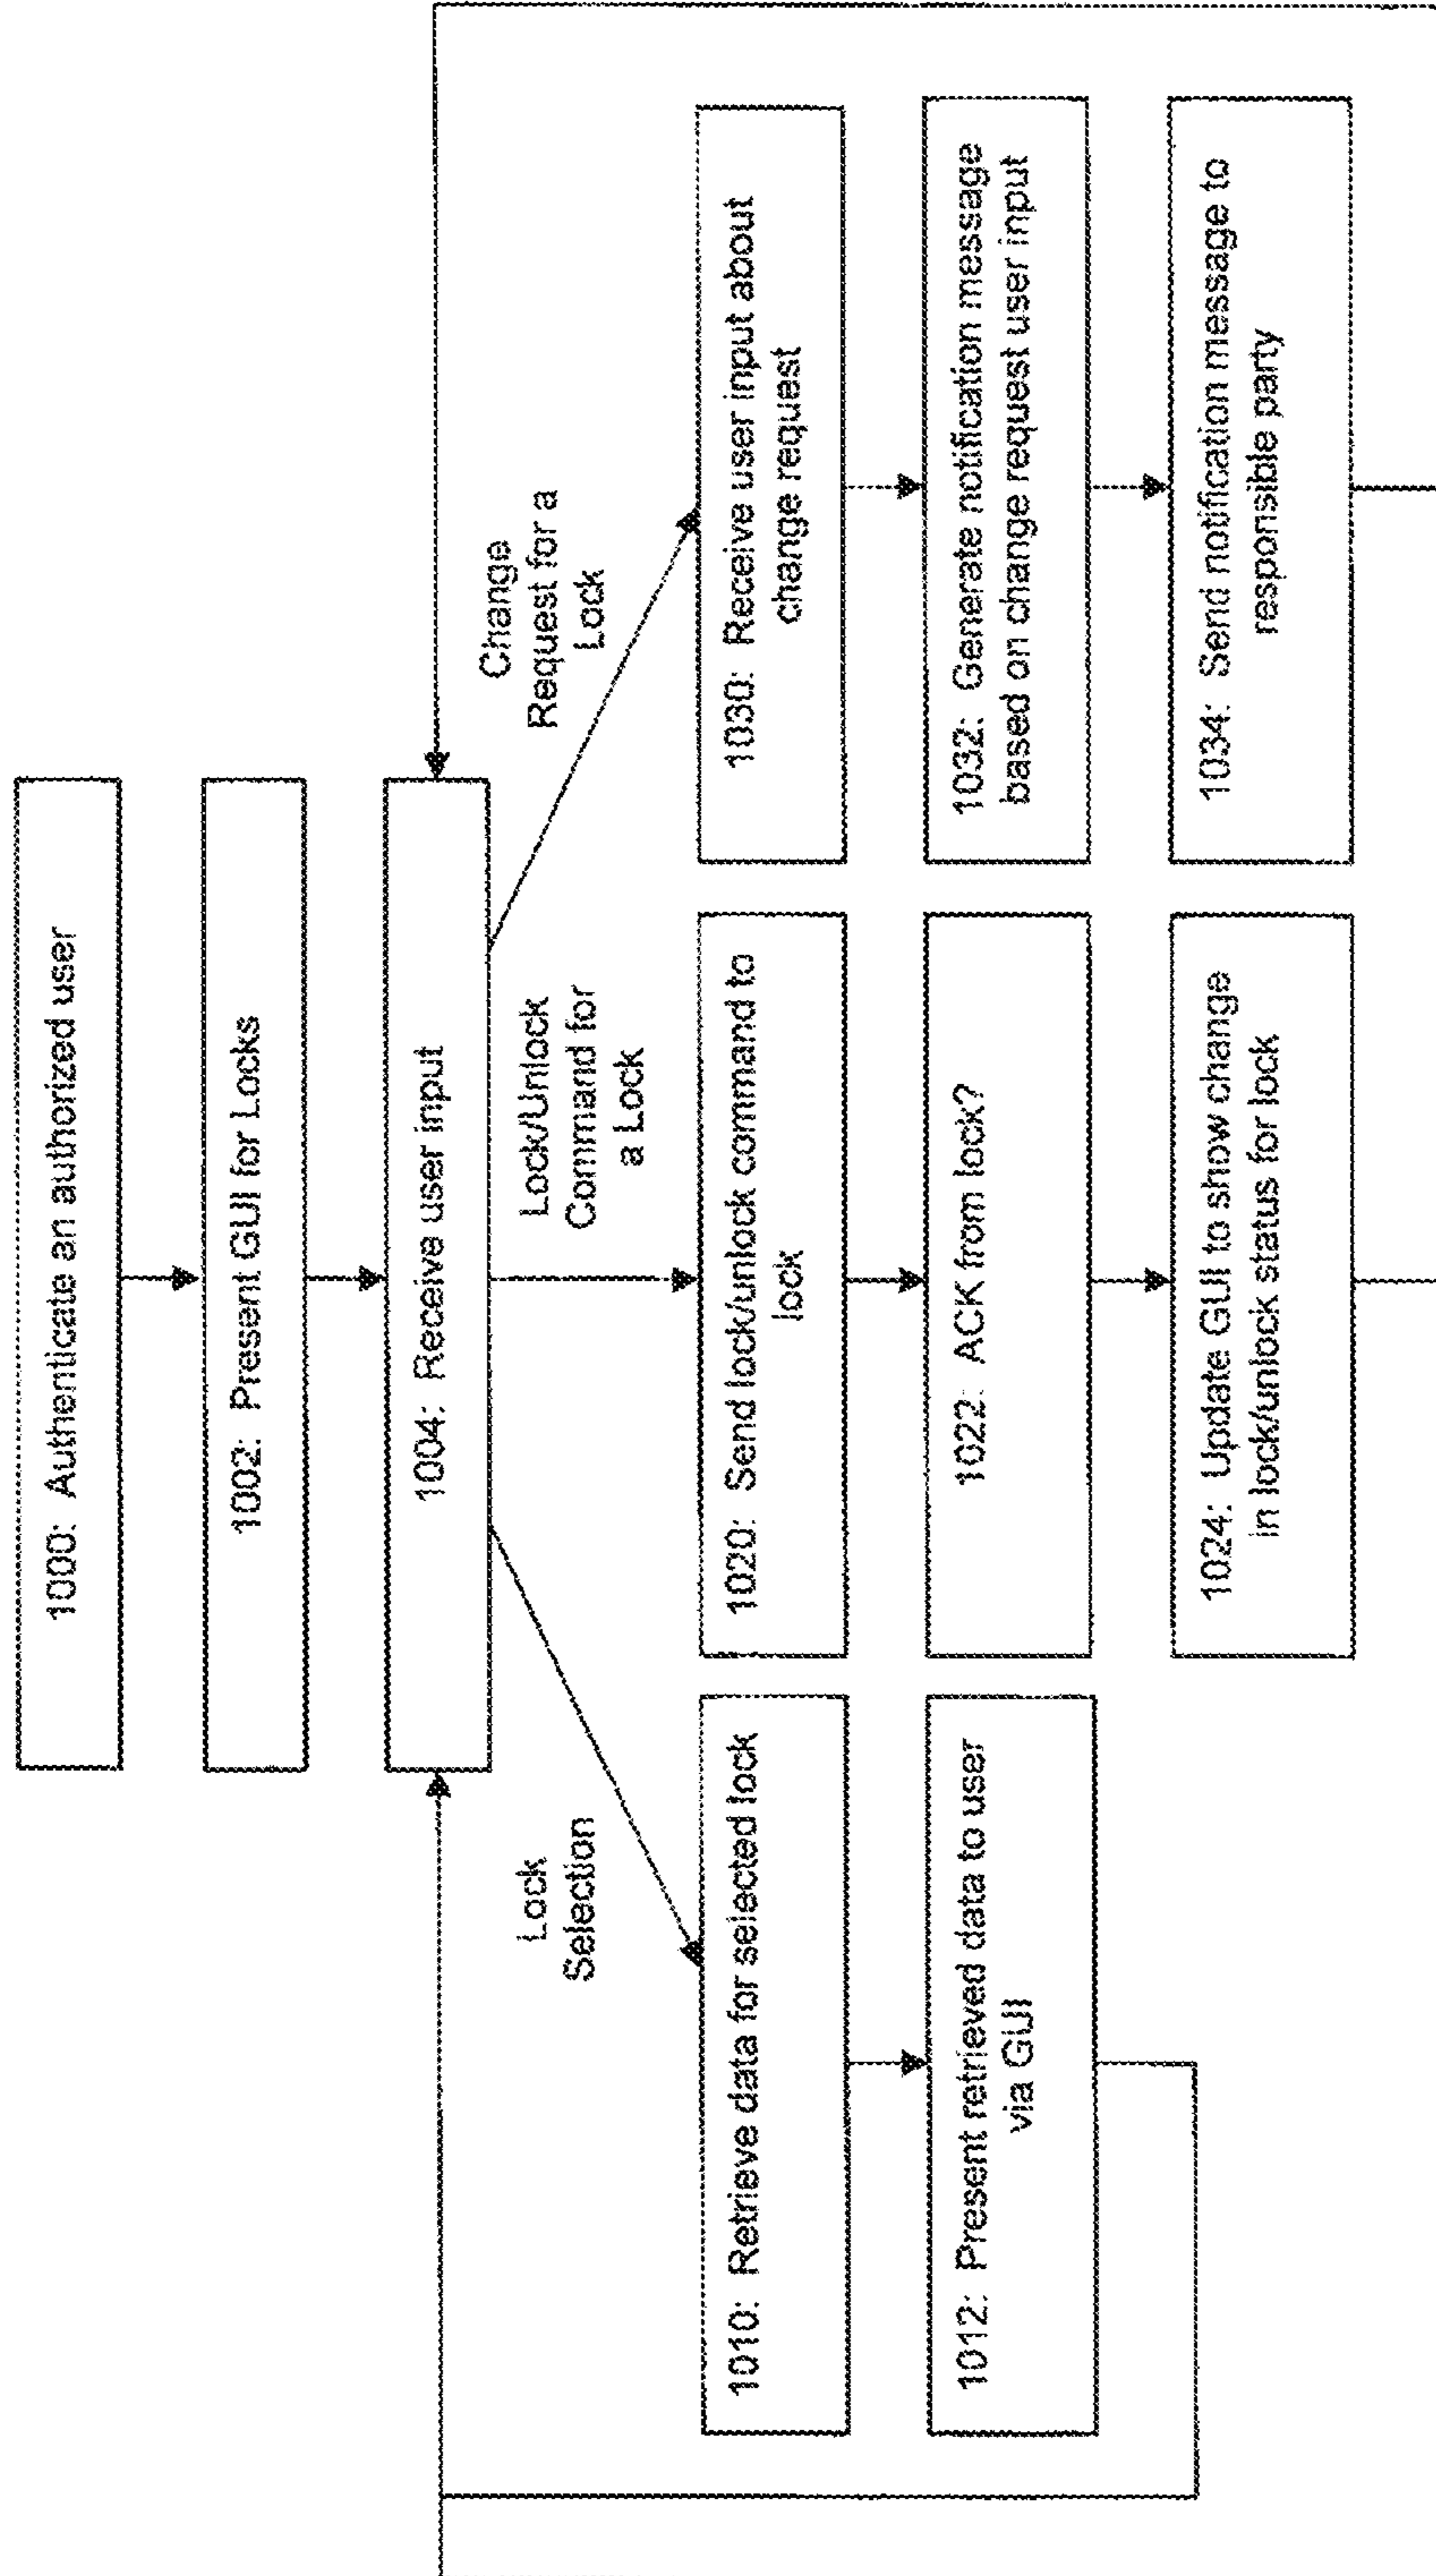 1000: Authenticate an authorized user
1002: Present GUI for Locks
1004: Receive user input
Lock
Selection
Lock/Unlock
Command for
a Lock
Change
Request for a
Lock
1010: Retrieve data for selected lock
1012: Present retrieved data to user
via GUI
1020: Send lock/unlock command to
lock
1022: ACK from lock?
1024: Update GUI to show change
in lock/unlock status for lock
1030: Receive user input about
change request
1032: Generate notification message
based on change request user input
1034: Send notification message to
responsible party